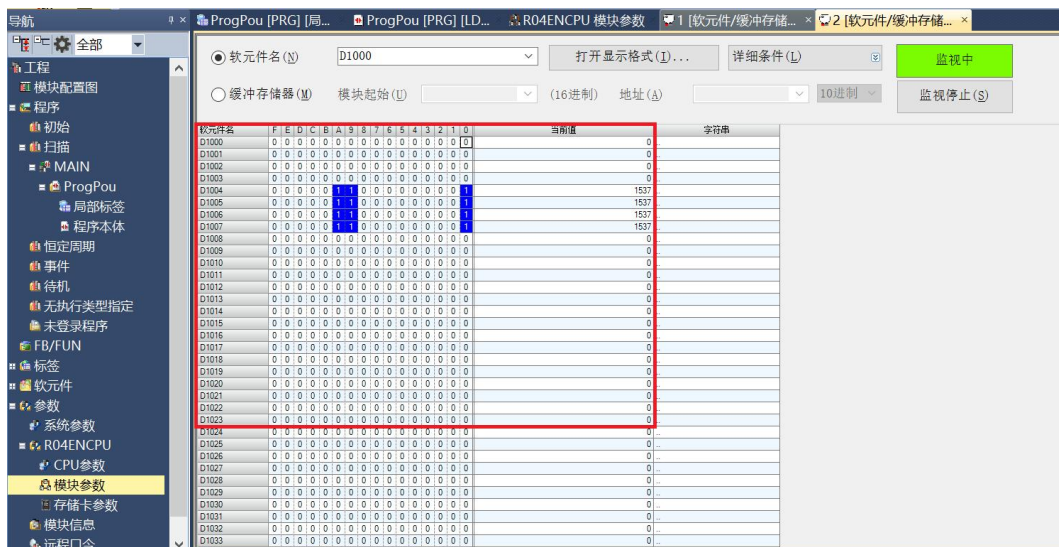 导航
ProgPou [PRG] [局...
ProgPou [PRG] [LD...
R04ENCPU 模块参数
1 [软元件/缓冲存储...
2 [软元件/缓冲存储...
全部
工程
模块配置图
程序
初始
扫描
MAIN
ProgPou
局部标签
程序本体
恒定周期
事件
待机
无执行类型指定
未登录程序
FB/FUN
标签
软元件
参数
系统参数
R04ENCPU
CPU参数
模块参数
存储卡参数
模块信息
远程口令
软元件名(N) D1000 打开显示格式(I)... 详细条件(L) 监视中
缓冲存储器(M) 模块起始(U) (16进制) 地址(A) 10进制 监视停止(S)
软元件名 F E D C B A 9 8 7 6 5 4 3 2 1 0 当前值 字符串
D1000 0 0 0 0 0 0 0 0 0 0 0 0 0 0 0 0 0 ..
D1001 0 0 0 0 0 0 0 0 0 0 0 0 0 0 0 0 0 ..
D1002 0 0 0 0 0 0 0 0 0 0 0 0 0 0 0 0 0 ..
D1003 0 0 0 0 0 0 0 0 0 0 0 0 0 0 0 0 0 ..
D1004 0 0 0 0 0 1 1 0 0 0 0 0 0 0 0 1 1537 ..
D1005 0 0 0 0 0 1 1 0 0 0 0 0 0 0 0 1 1537 ..
D1006 0 0 0 0 0 1 1 0 0 0 0 0 0 0 0 1 1537 ..
D1007 0 0 0 0 0 1 1 0 0 0 0 0 0 0 0 1 1537 ..
D1008 0 0 0 0 0 0 0 0 0 0 0 0 0 0 0 0 0 ..
D1009 0 0 0 0 0 0 0 0 0 0 0 0 0 0 0 0 0 ..
D1010 0 0 0 0 0 0 0 0 0 0 0 0 0 0 0 0 0 ..
D1011 0 0 0 0 0 0 0 0 0 0 0 0 0 0 0 0 0 ..
D1012 0 0 0 0 0 0 0 0 0 0 0 0 0 0 0 0 0 ..
D1013 0 0 0 0 0 0 0 0 0 0 0 0 0 0 0 0 0 ..
D1014 0 0 0 0 0 0 0 0 0 0 0 0 0 0 0 0 0 ..
D1015 0 0 0 0 0 0 0 0 0 0 0 0 0 0 0 0 0 ..
D1016 0 0 0 0 0 0 0 0 0 0 0 0 0 0 0 0 0 ..
D1017 0 0 0 0 0 0 0 0 0 0 0 0 0 0 0 0 0 ..
D1018 0 0 0 0 0 0 0 0 0 0 0 0 0 0 0 0 0 ..
D1019 0 0 0 0 0 0 0 0 0 0 0 0 0 0 0 0 0 ..
D1020 0 0 0 0 0 0 0 0 0 0 0 0 0 0 0 0 0 ..
D1021 0 0 0 0 0 0 0 0 0 0 0 0 0 0 0 0 0 ..
D1022 0 0 0 0 0 0 0 0 0 0 0 0 0 0 0 0 0 ..
D1023 0 0 0 0 0 0 0 0 0 0 0 0 0 0 0 0 0 ..
D1024 0 0 0 0 0 0 0 0 0 0 0 0 0 0 0 0 0 ..
D1025 0 0 0 0 0 0 0 0 0 0 0 0 0 0 0 0 0 ..
D1026 0 0 0 0 0 0 0 0 0 0 0 0 0 0 0 0 0 ..
D1027 0 0 0 0 0 0 0 0 0 0 0 0 0 0 0 0 0 ..
D1028 0 0 0 0 0 0 0 0 0 0 0 0 0 0 0 0 0 ..
D1029 0 0 0 0 0 0 0 0 0 0 0 0 0 0 0 0 0 ..
D1030 0 0 0 0 0 0 0 0 0 0 0 0 0 0 0 0 0 ..
D1031 0 0 0 0 0 0 0 0 0 0 0 0 0 0 0 0 0 ..
D1032 0 0 0 0 0 0 0 0 0 0 0 0 0 0 0 0 0 ..
D1033 0 0 0 0 0 0 0 0 0 0 0 0 0 0 0 0 0 ..